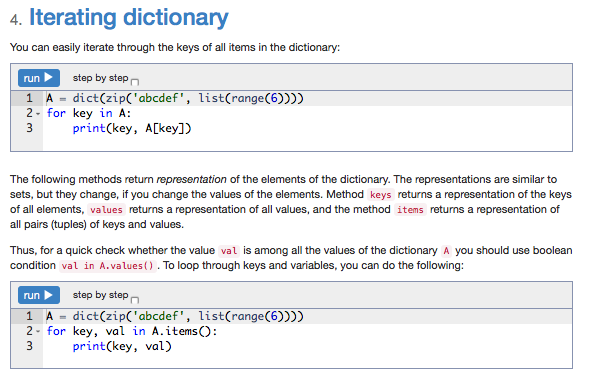 4. Iterating dictionary
You can easily iterate through the keys of all items in the dictionary:
run step by step
1 A = dict(zip('abcdef', list(range(6))))
2 for key in A:
3     print(key, A[key])
The following methods return representation of the elements of the dictionary. The representations are similar to
sets, but they change, if you change the values of the elements. Method keys returns a representation of the keys
of all elements, values returns a representation of all values, and the method items returns a representation of
all pairs (tuples) of keys and values.
Thus, for a quick check whether the value val is among all the values of the dictionary A you should use boolean
condition val in A.values() . To loop through keys and variables, you can do the following:
run step by step
1 A = dict(zip('abcdef', list(range(6))))
2 for key, val in A.items():
3     print(key, val)